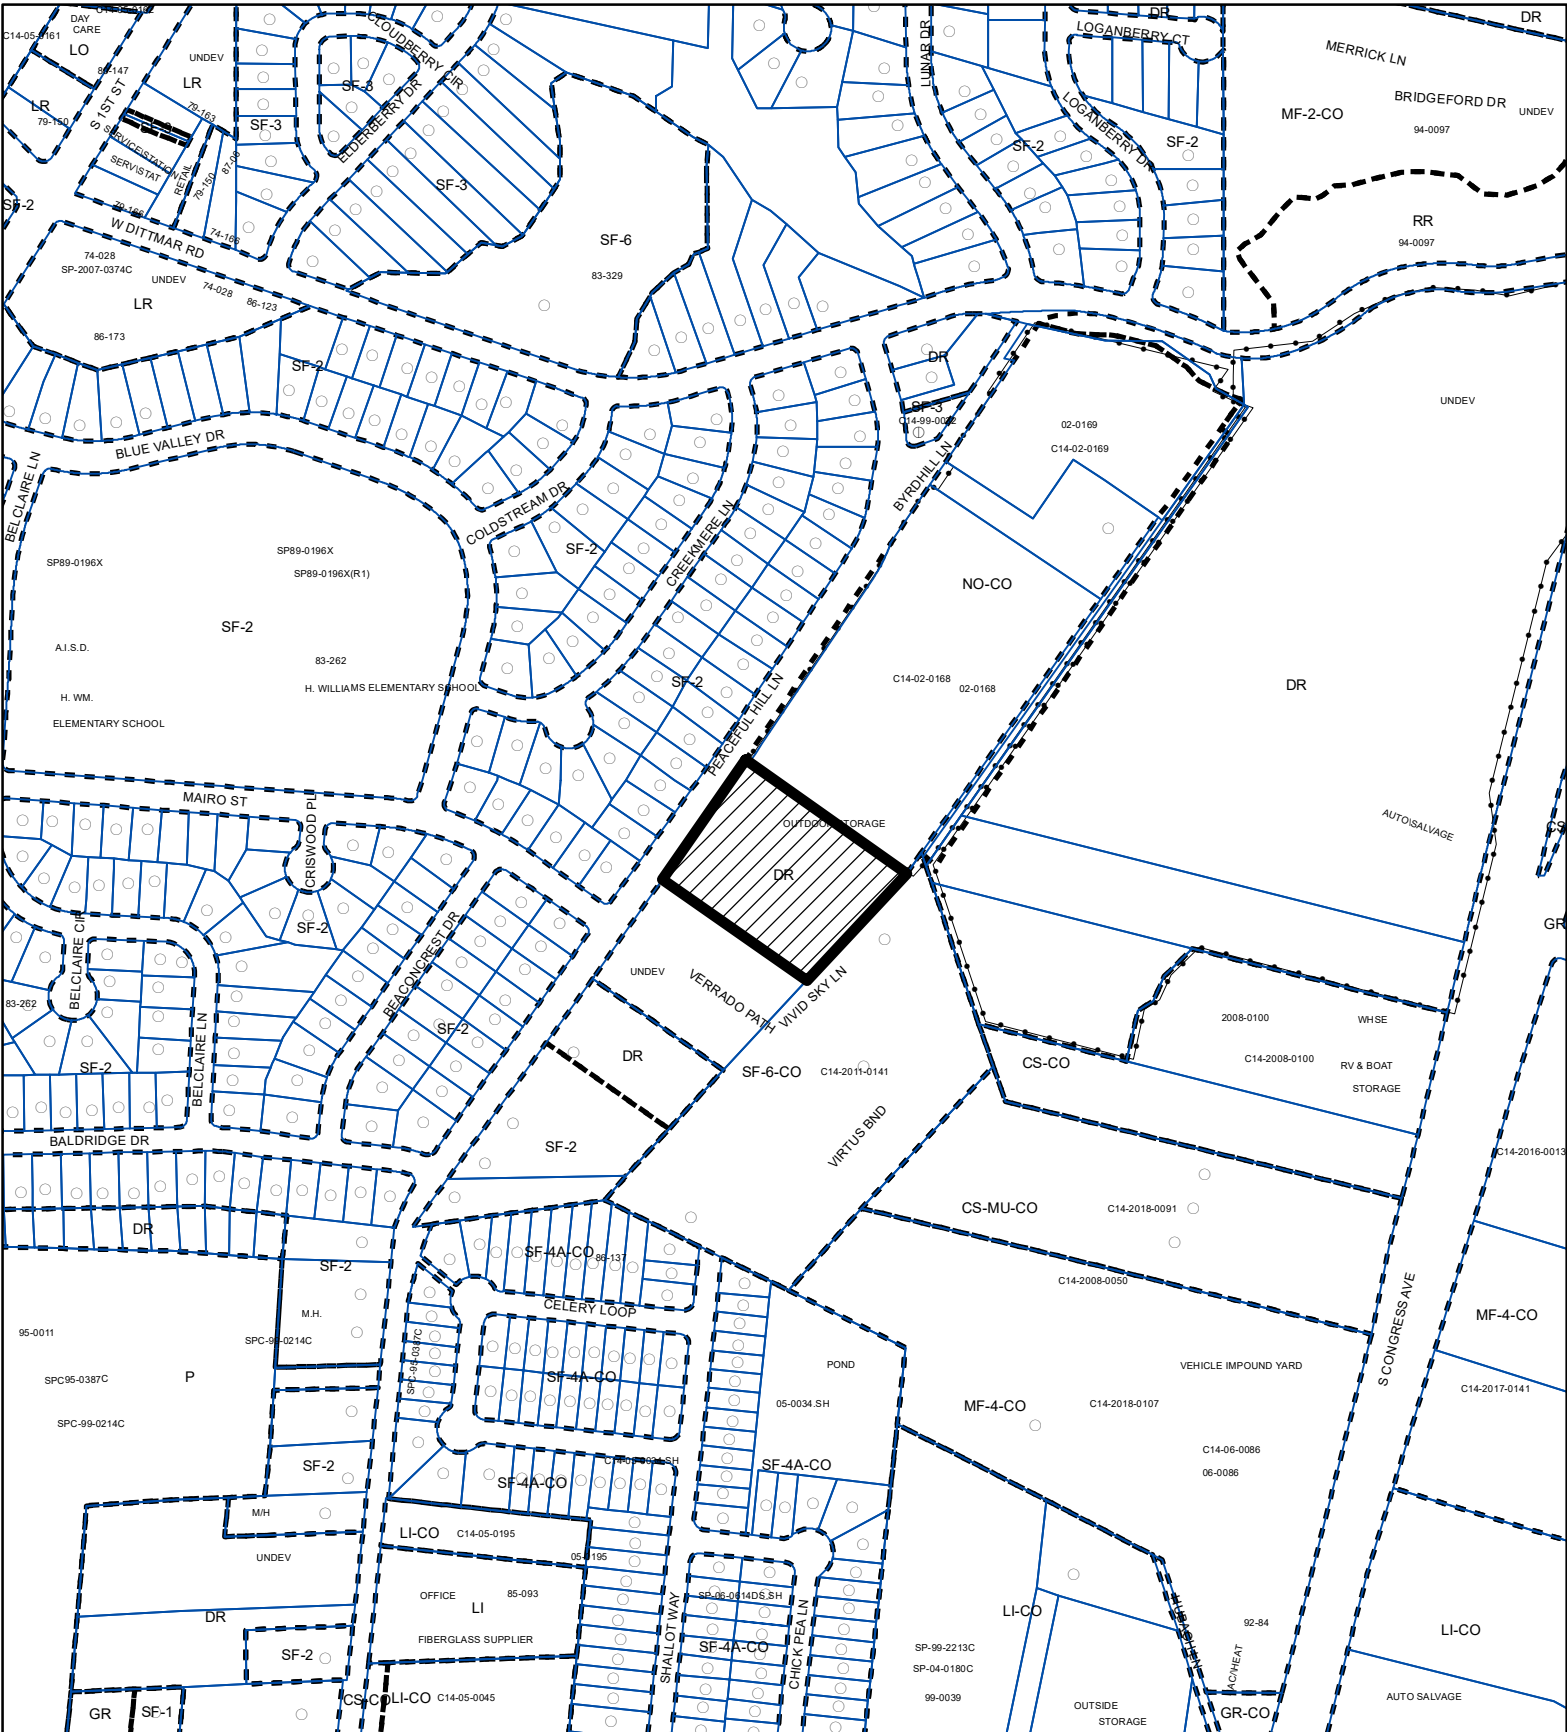 C14-05-0161
DAY
CARE
LO
85-147
UNDEV
LR
LR
79-150
S 1ST ST
79-163
SERVICE\STATION
SERV\STAT
RETAIL
79-150
87-06
79-166
74-166
SF-2
W DITTMAR RD
CLOUDBERRY CIR
SF-3
SF-3
ELDERBERRY DR
SF-3
SF-6
83-329
LUNAR DR
DR
LOGANBERRY CT
LOGANBERRY DR
SF-2
SF-2
DR
MERRICK LN
BRIDGEFORD DR
MF-2-CO
94-0097
UNDEV
RR
94-0097
74-028
SP-2007-0374C
UNDEV
74-028
86-123
LR
86-173
SF-2
BLUE VALLEY DR
BELCLAIRE LN
COLDSTREAM DR
CREEKMERE LN
SF-2
SF-2
DR
SF-3
BYRDHILL LN
02-0169
C14-02-0169
UNDEV
NO-CO
C14-02-0168
02-0168
DR
SP89-0196X
SP89-0196X
SP89-0196X(R1)
SF-2
A.I.S.D.
83-262
H. WM.
H. WILLIAMS ELEMENTARY SCHOOL
ELEMENTARY SCHOOL
PEACEFUL HILL LN
MAIRO ST
CRISWOOD PL
OUTDOOR STORAGE
DR
AUTO\SALVAGE
CS
GR
SF-2
BELCLAIRE CIR
BEACONCREST DR
83-262
BELCLAIRE LN
SF-2
SF-2
UNDEV
VERRADO PATH
VIVID SKY LN
DR
SF-6-CO
C14-2011-0141
CS-CO
2008-0100
WHSE
C14-2008-0100
RV & BOAT
STORAGE
BALDRIDGE DR
SF-2
VIRTUS BND
C14-2016-0013
CS-MU-CO
C14-2018-0091
DR
SF-2
SF-4A-CO
86-137
C14-2008-0050
M.H.
CELERY LOOP
95-0011
SPC-95-0387C
S CONGRESS AVE
MF-4-CO
SPC95-0387C
P
SF-4A-CO
POND
VEHICLE IMPOUND YARD
C14-2017-0141
05-0034.SH
MF-4-CO
C14-2018-0107
SPC-99-0214C
C14-06-0086
06-0086
SF-2
SF-4A-CO
SF-4A-CO
M/H
LI-CO
C14-05-0195
UNDEV
OFFICE
85-093
LI
SP-06-0614DS.SH
DR
FIBERGLASS SUPPLIER
SHALLOT WAY
SF-4A-CO
CHICK PEA LN
LI-CO
92-84
LI-CO
SF-2
SP-99-2213C
SP-04-0180C
99-0039
AC/HEAT
GR
SF-1
CS-CO
LI-CO
C14-05-0045
OUTSIDE
STORAGE
GR-CO
AUTO SALVAGE